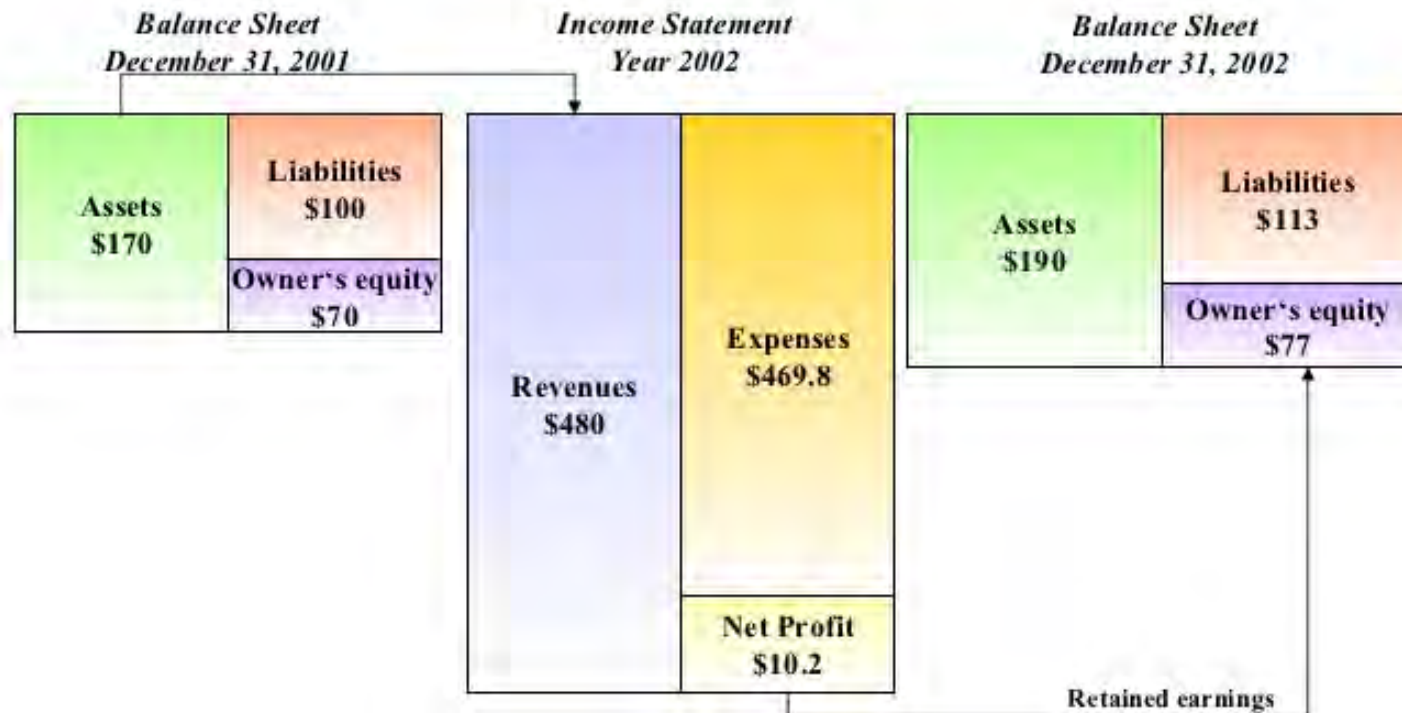 Balance Sheet
December 31, 2001
Assets
$170
Liabilities
$100
Owner‘s equity
$70
Income Statement
Year 2002
Revenues
$480
Expenses
$469.8
Net Profit
$10.2
Balance Sheet
December 31, 2002
Assets
$190
Liabilities
$113
Owner‘s equity
$77
Retained earnings